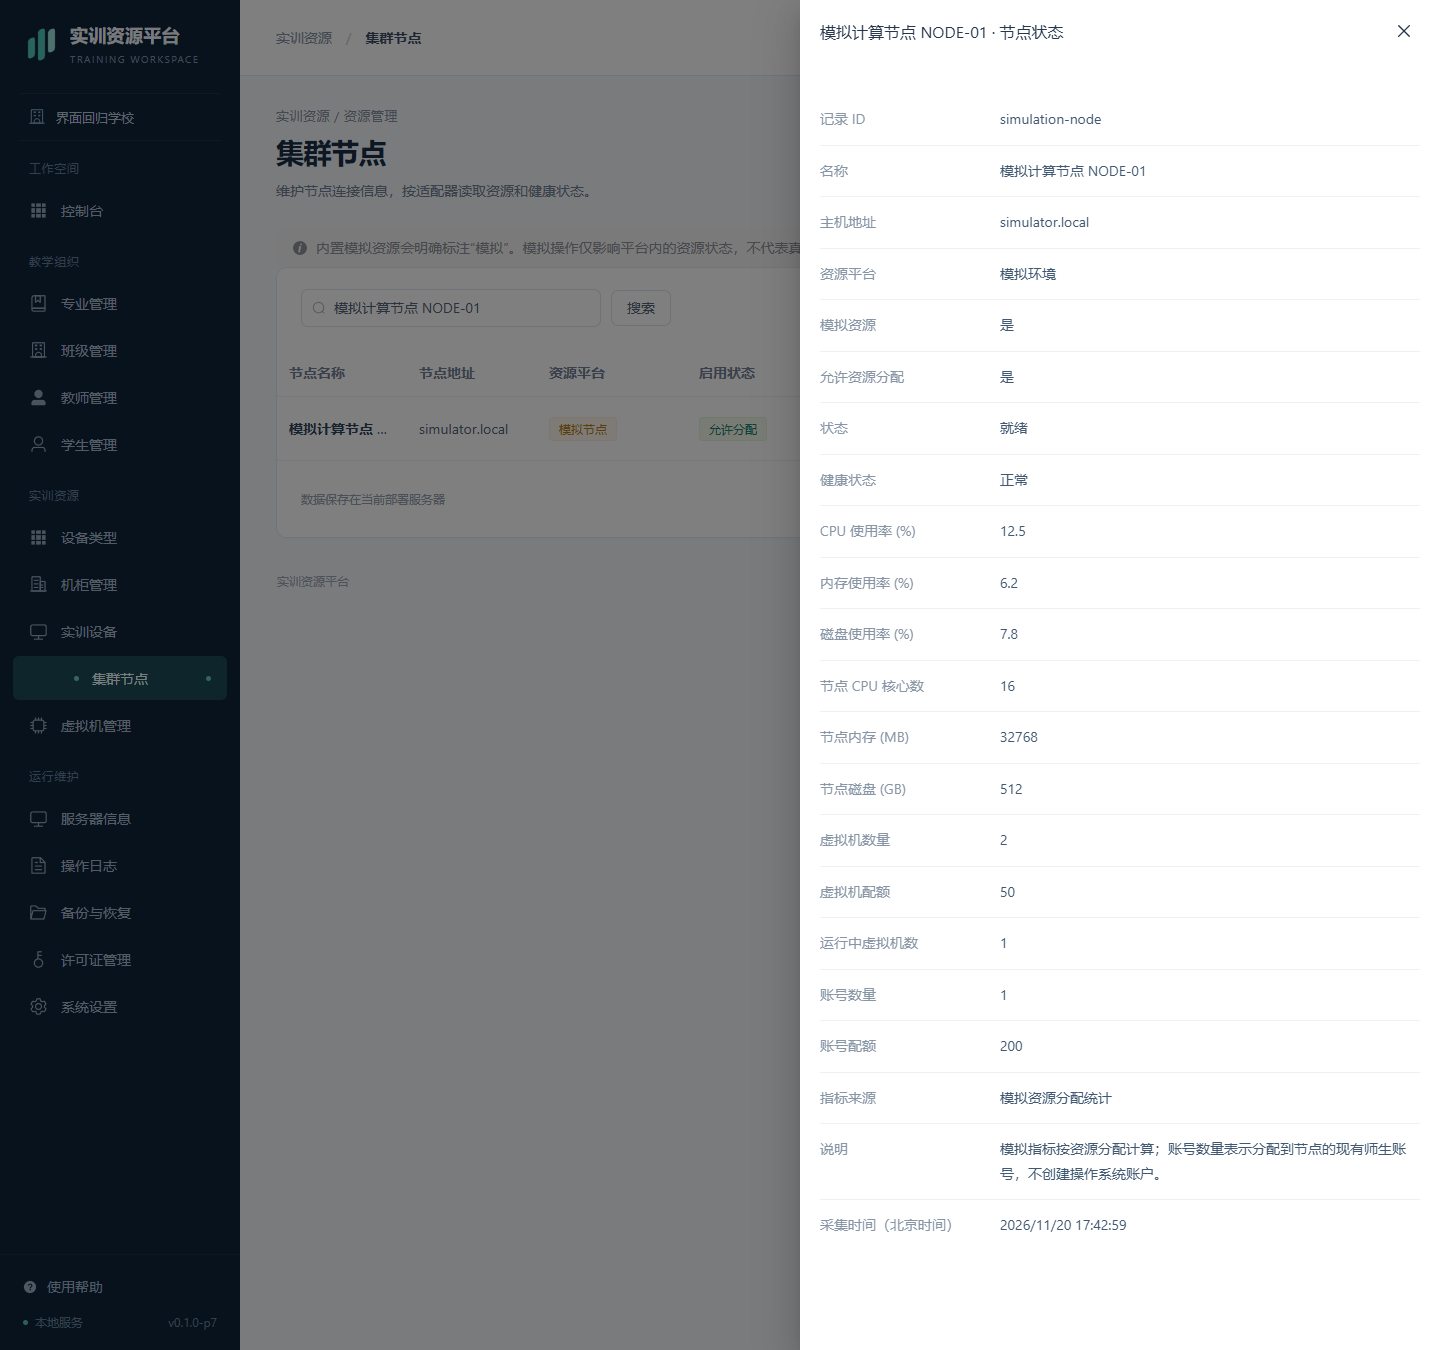 实训资源平台
TRAINING WORKSPACE
界面回归学校
工作空间
控制台
教学组织
专业管理
班级管理
教师管理
学生管理
实训资源
设备类型
机柜管理
实训设备
集群节点
虚拟机管理
运行维护
服务器信息
操作日志
备份与恢复
许可证管理
系统设置
使用帮助
本地服务 v0.1.0-p7
实训资源 / 集群节点
实训资源 / 资源管理
集群节点
维护节点连接信息，按适配器读取资源和健康状态。
内置模拟资源会明确标注“模拟”。模拟操作仅影响平台内的资源状态，不代表真
模拟计算节点 NODE-01 搜索
节点名称 节点地址 资源平台 启用状态
模拟计算节点 ... simulator.local 模拟节点 允许分配
数据保存在当前部署服务器
实训资源平台
模拟计算节点 NODE-01 · 节点状态
记录 ID simulation-node
名称 模拟计算节点 NODE-01
主机地址 simulator.local
资源平台 模拟环境
模拟资源 是
允许资源分配 是
状态 就绪
健康状态 正常
CPU 使用率 (%) 12.5
内存使用率 (%) 6.2
磁盘使用率 (%) 7.8
节点 CPU 核心数 16
节点内存 (MB) 32768
节点磁盘 (GB) 512
虚拟机数量 2
虚拟机配额 50
运行中虚拟机数 1
账号数量 1
账号配额 200
指标来源 模拟资源分配统计
说明 模拟指标按资源分配计算；账号数量表示分配到节点的现有师生账
号，不创建操作系统账户。
采集时间（北京时间） 2026/11/20 17:42:59